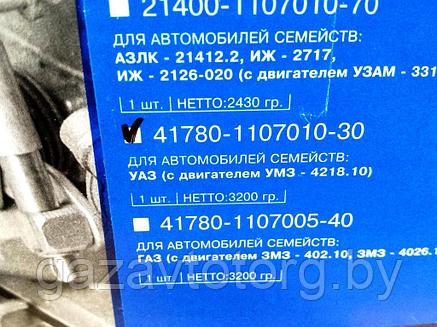 21400-1107010-70
ДЛЯ АВТОМОБИЛЕЙ СЕМЕЙСТВ:
АЗЛК - 21412.2, ИЖ - 2717,
ИЖ - 2126-020 (с двигателем УЗАМ - 331
1 шт. НЕТТО: 2430 гр.
41780-1107010-30
ДЛЯ АВТОМОБИЛЕЙ СЕМЕЙСТВ:
УАЗ (с двигателем УМЗ - 4218.10)
1 шт. НЕТТО: 3200 гр.
41780-1107005-40
ДЛЯ АВТОМОБИЛЕЙ СЕМЕЙСТВ:
ГАЗ (с двигателем ЗМЗ - 402.10, ЗМЗ - 4026.1
1 шт. НЕТТО: 3200 гр.
gazavtotorg.by